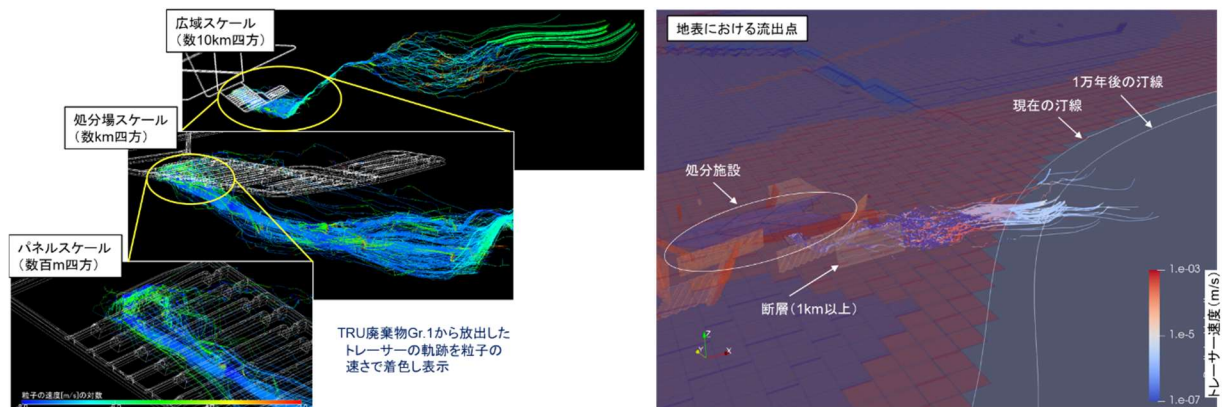 広域スケール
(数10km四方)
処分場スケール
(数km四方)
パネルスケール
(数百m四方)
TRU廃棄物Gr.1から放出した
トレーサーの軌跡を粒子の
速さで着色し表示
粒子の速度[m/s]の対数
地表における流出点
1万年後の汀線
現在の汀線
処分施設
断層(1km以上)
1.e-03
1.e-5
1.e-07
トレーサー速度(m/s)
Z
Y
X